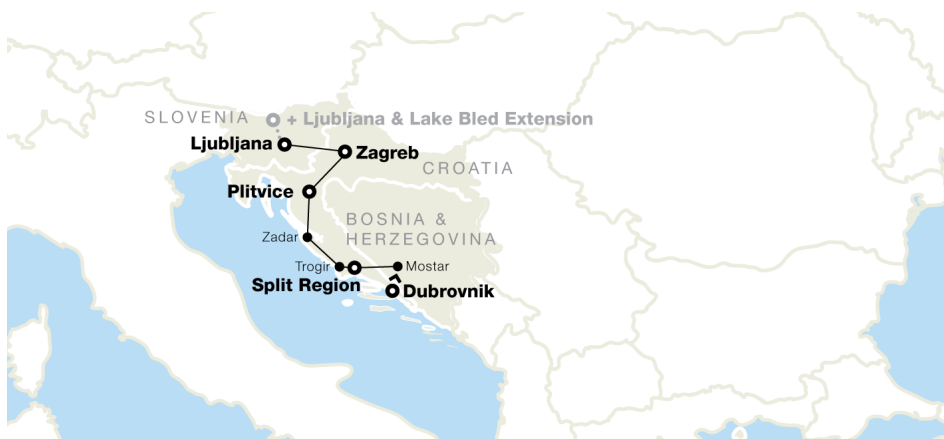 SLOVENIA
+ Ljubljana & Lake Bled Extension
Ljubljana
Zagreb
CROATIA
Plitvice
BOSNIA &
HERZEGOVINA
Zadar
Trogir
Mostar
Split Region
Dubrovnik